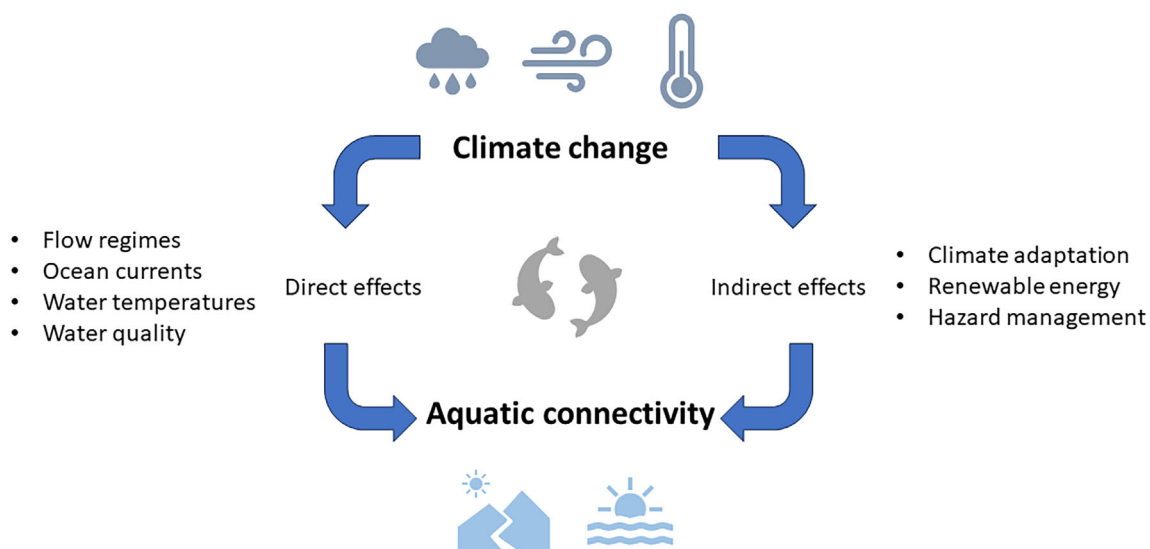 Climate change
• Flow regimes
• Ocean currents
• Water temperatures
• Water quality
Direct effects
Indirect effects
• Climate adaptation
• Renewable energy
• Hazard management
Aquatic connectivity